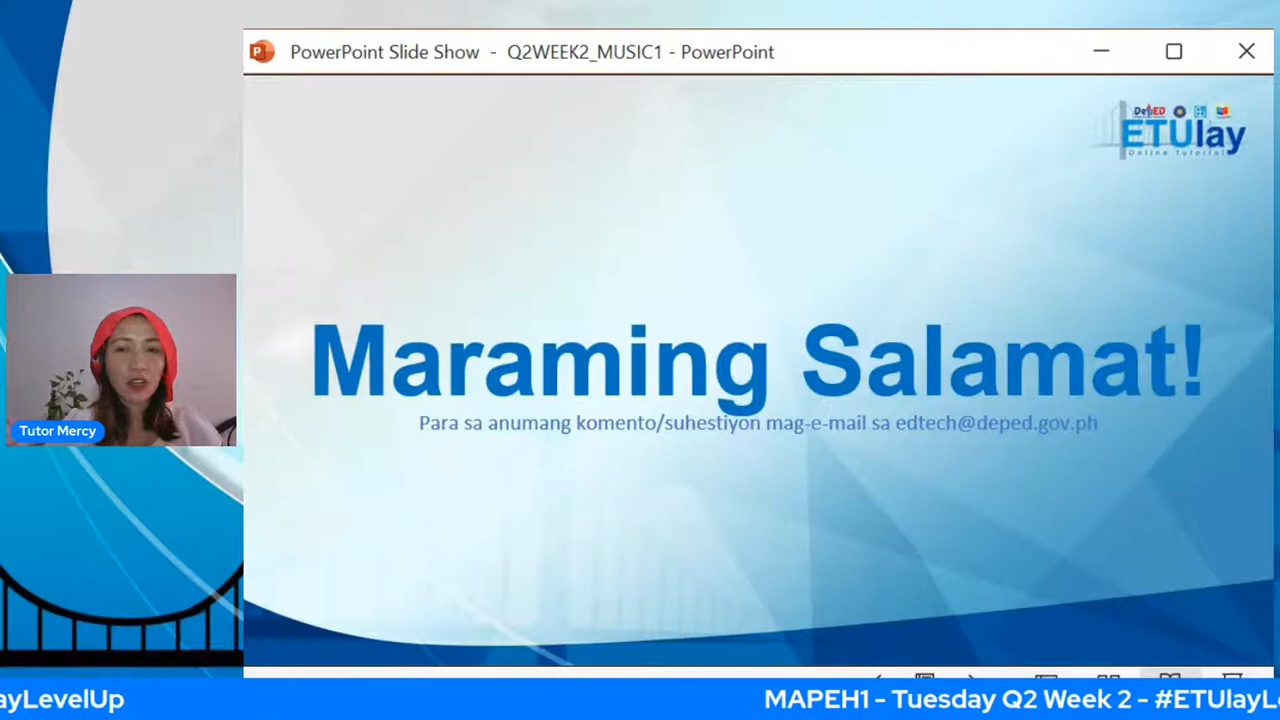 PowerPoint Slide Show - Q2WEEK2_MUSIC1 - PowerPoint
DepED
ETUlay
Online Tutorial
Maraming Salamat!
Para sa anumang komento/suhestiyon mag-e-mail sa edtech@deped.gov.ph
Tutor Mercy
ayLevelUp
MAPEH1 - Tuesday Q2 Week 2 - #ETUlayL